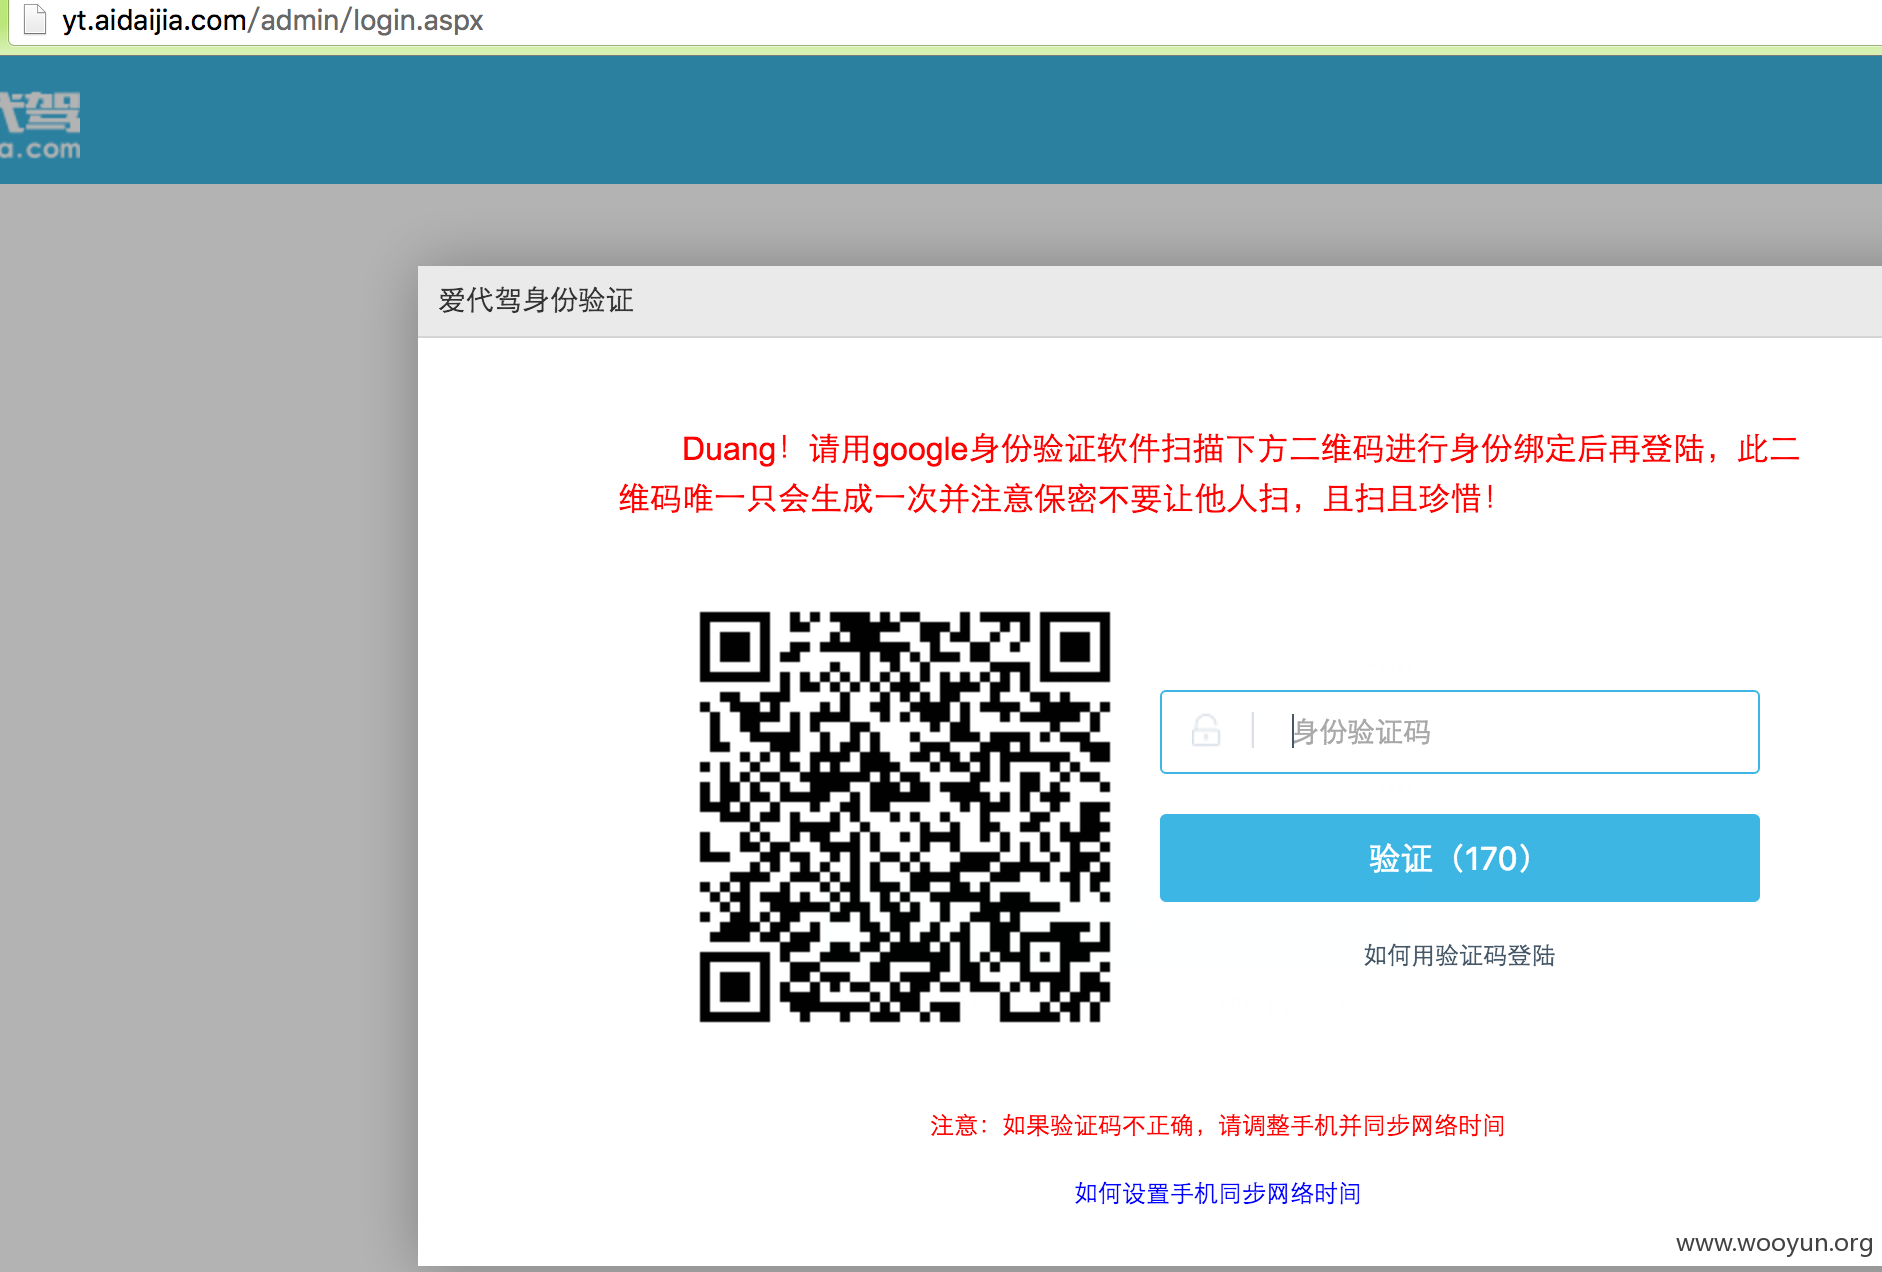 yt.aidaijia.com/admin/login.aspx
代驾
a.com
爱代驾身份验证
Duang！请用google身份验证软件扫描下方二维码进行身份绑定后再登陆，此二
维码唯一只会生成一次并注意保密不要让他人扫，且扫且珍惜！
身份验证码
验证（170）
如何用验证码登陆
注意：如果验证码不正确，请调整手机并同步网络时间
如何设置手机同步网络时间
www.wooyun.org